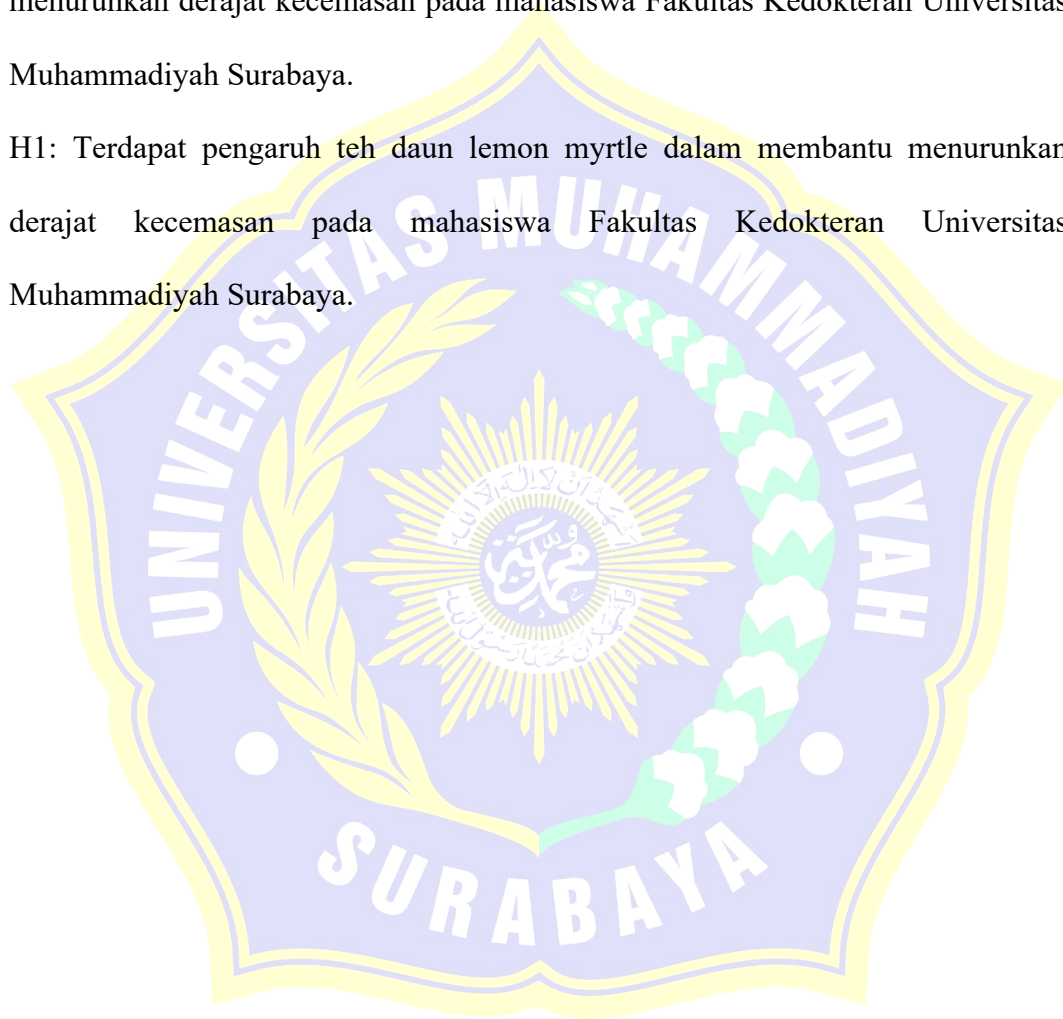 menurunkan derajat kecemasan pada mahasiswa Fakultas Kedokteran Universitas
Muhammadiyah Surabaya.
H1: Terdapat pengaruh teh daun lemon myrtle dalam membantu menurunkan
derajat kecemasan pada mahasiswa Fakultas Kedokteran Universitas
Muhammadiyah Surabaya.
UNIVERSITAS MUHAMMADIYAH
SURABAYA